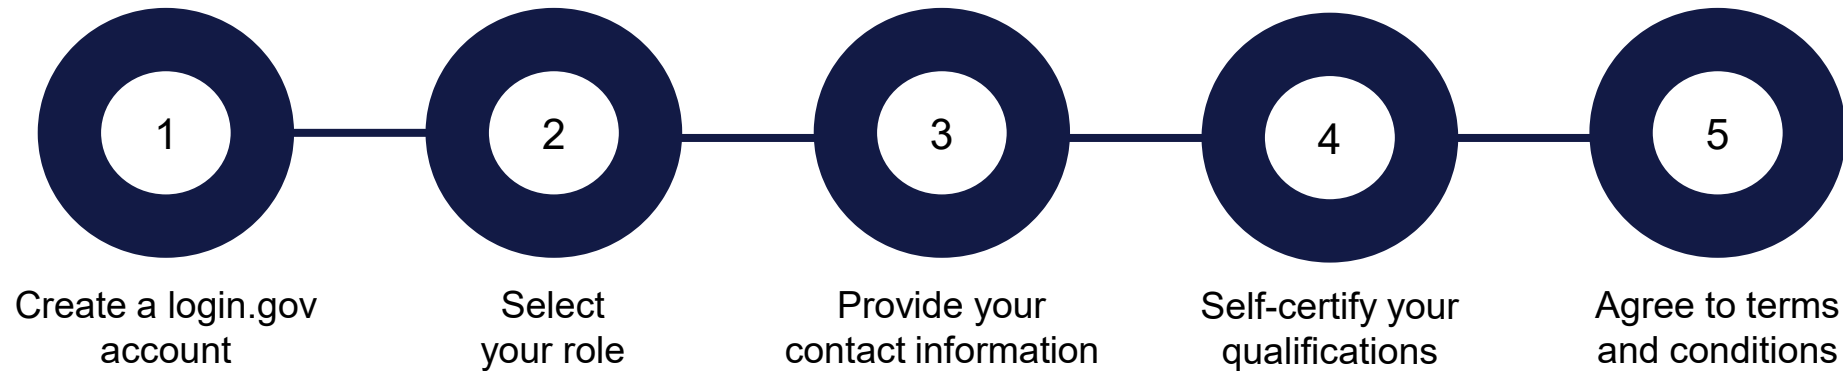 1
2
3
4
5
Create a login.gov
account
Select
your role
Provide your
contact information
Self-certify your
qualifications
Agree to terms
and conditions